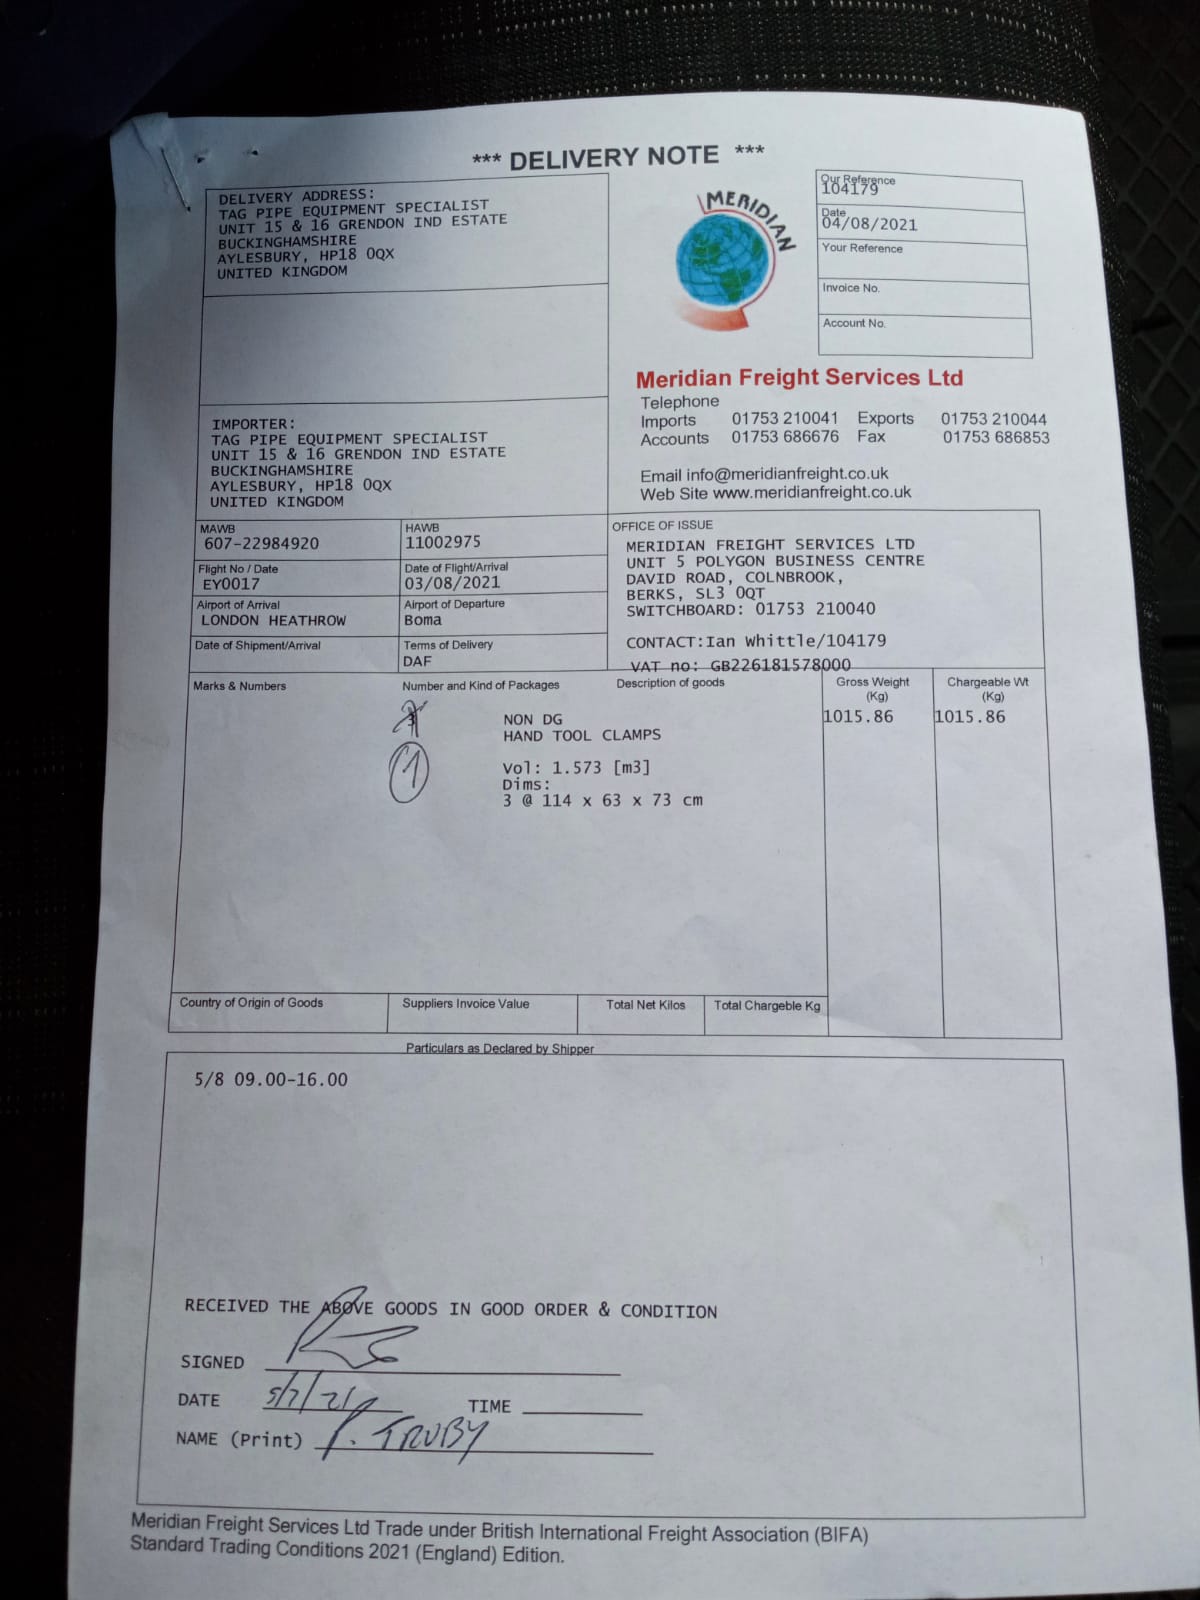 *** DELIVERY NOTE ***
DELIVERY ADDRESS:
TAG PIPE EQUIPMENT SPECIALIST
UNIT 15 & 16 GRENDON IND ESTATE
BUCKINGHAMSHIRE
AYLESBURY, HP18 0QX
UNITED KINGDOM
MERIDIAN
Our Reference
104179
Date
04/08/2021
Your Reference
Invoice No.
Account No.
Meridian Freight Services Ltd
Telephone
Imports 01753 210041 Exports 01753 210044
Accounts 01753 686676 Fax 01753 686853
Email info@meridianfreight.co.uk
Web Site www.meridianfreight.co.uk
IMPORTER:
TAG PIPE EQUIPMENT SPECIALIST
UNIT 15 & 16 GRENDON IND ESTATE
BUCKINGHAMSHIRE
AYLESBURY, HP18 0QX
UNITED KINGDOM
MAWB HAWB
607-22984920 11002975
Flight No / Date Date of Flight/Arrival
EY0017 03/08/2021
Airport of Arrival Airport of Departure
LONDON HEATHROW Boma
Date of Shipment/Arrival Terms of Delivery
DAF
OFFICE OF ISSUE
MERIDIAN FREIGHT SERVICES LTD
UNIT 5 POLYGON BUSINESS CENTRE
DAVID ROAD, COLNBROOK,
BERKS, SL3 0QT
SWITCHBOARD: 01753 210040
CONTACT:Ian Whittle/104179
VAT no: GB226181578000
Marks & Numbers Number and Kind of Packages Description of goods Gross Weight (Kg) Chargeable Wt (Kg)
3 NON DG 1015.86 1015.86
HAND TOOL CLAMPS
1
Vol: 1.573 [m3]
Dims:
3 @ 114 x 63 x 73 cm
Country of Origin of Goods Suppliers Invoice Value Total Net Kilos Total Chargeble Kg
Particulars as Declared by Shipper
5/8 09.00-16.00
RECEIVED THE ABOVE GOODS IN GOOD ORDER & CONDITION
SIGNED
DATE 5/7/21 TIME
NAME (Print) P. TRUBY
Meridian Freight Services Ltd Trade under British International Freight Association (BIFA)
Standard Trading Conditions 2021 (England) Edition.